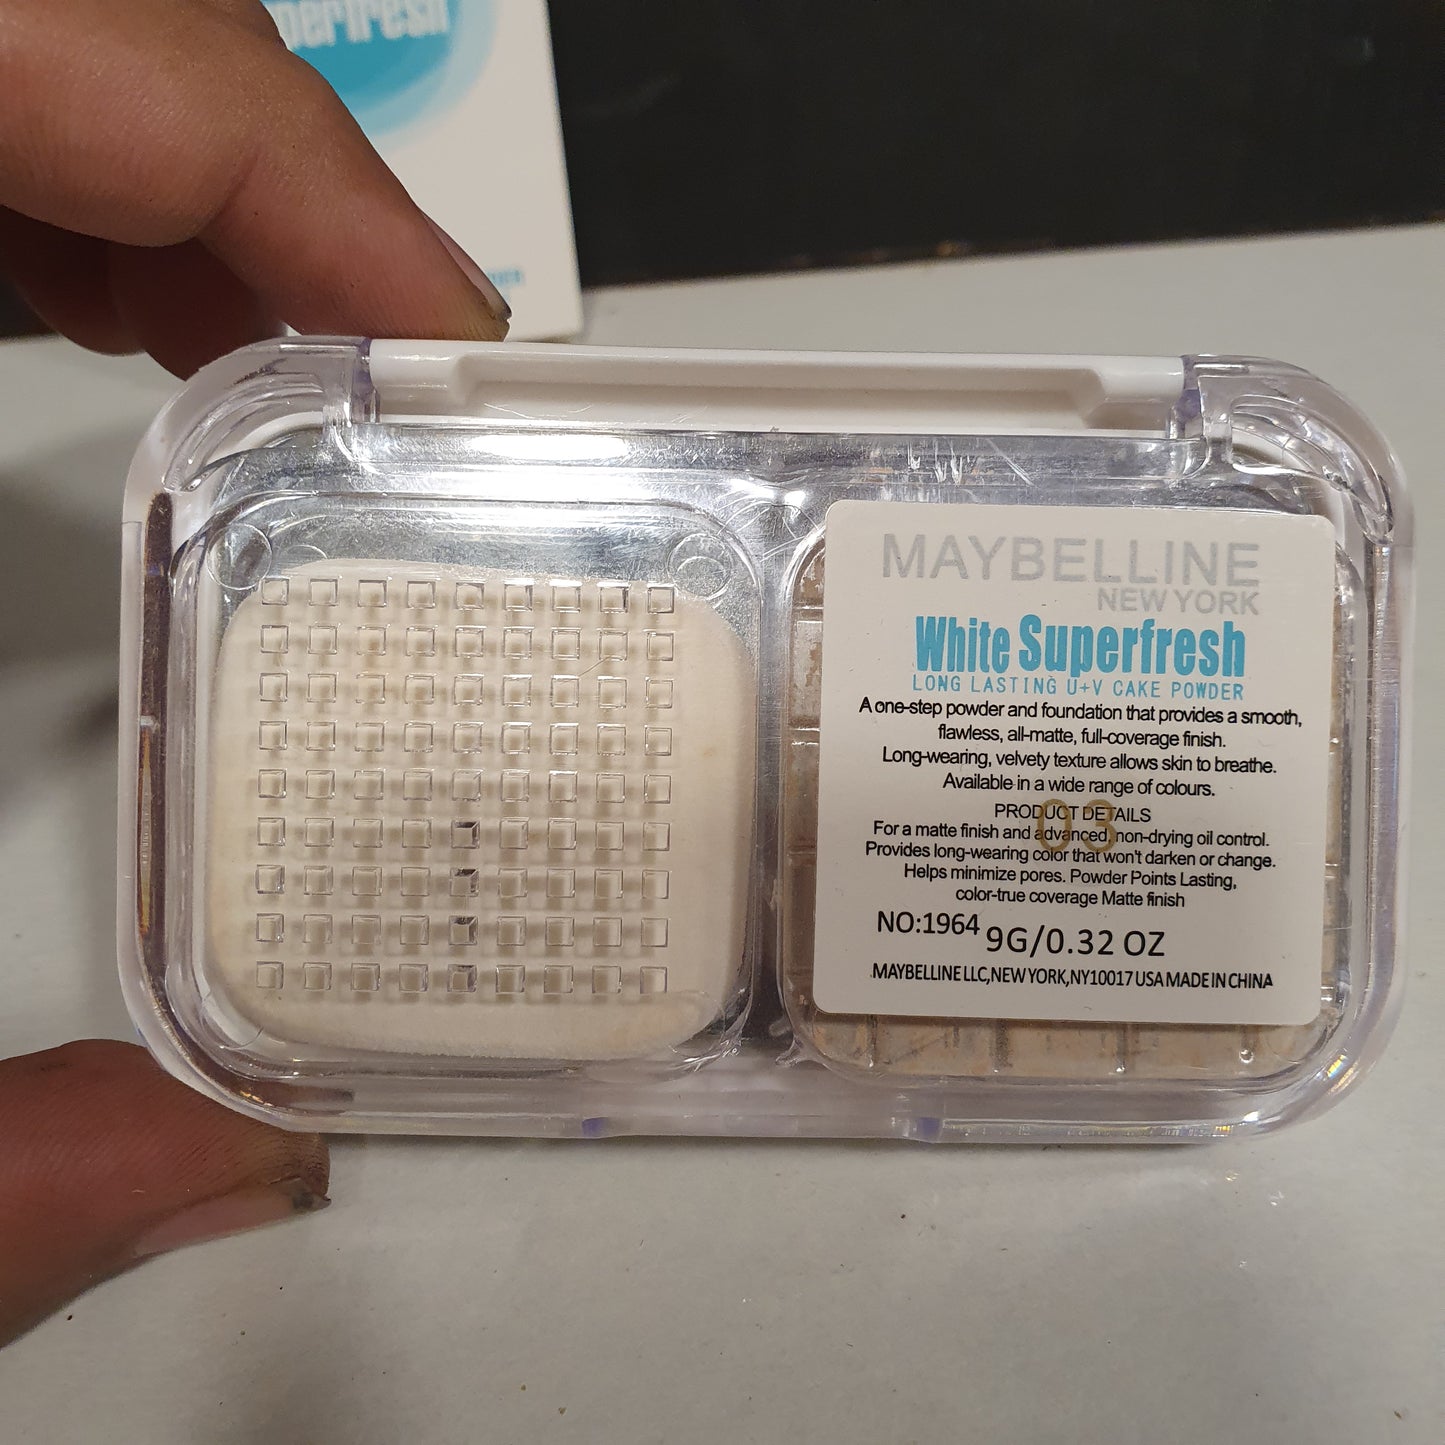 Superfresh
MAYBELLINE
NEW YORK
White Superfresh
LONG LASTING U+V CAKE POWDER
A one-step powder and foundation that provides a smooth,
flawless, all-matte, full-coverage finish.
Long-wearing, velvety texture allows skin to breathe.
Available in a wide range of colours.
PRODUCT DETAILS
03
For a matte finish and advanced, non-drying oil control.
Provides long-wearing color that won't darken or change.
Helps minimize pores. Powder Points Lasting,
color-true coverage Matte finish
NO:1964 9G/0.32 OZ
MAYBELLINE LLC, NEW YORK, NY10017 USA MADE IN CHINA